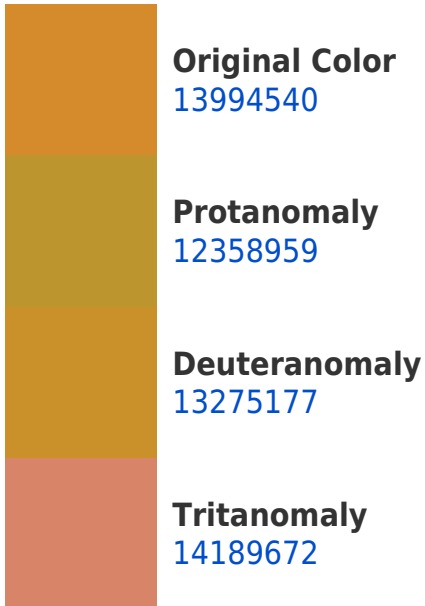 Original Color
13994540
Protanomaly
12358959
Deuteranomaly
13275177
Tritanomaly
14189672